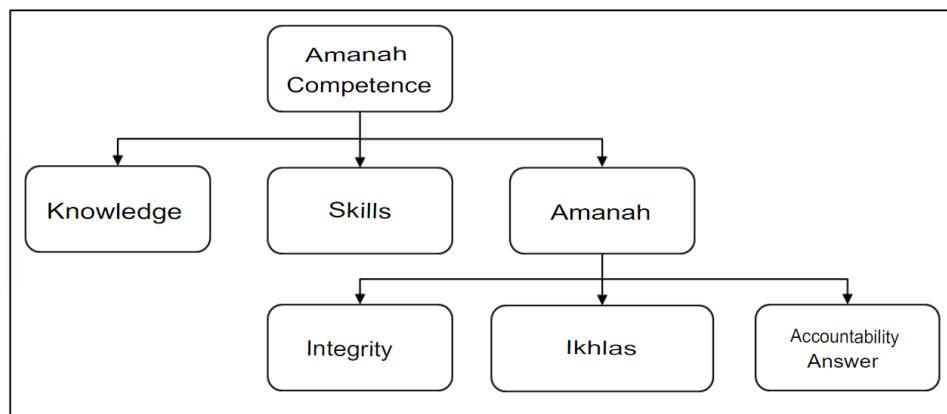 Amanah
Competence
Knowledge
Skills
Amanah
Integrity
Ikhlas
Accountability
Answer